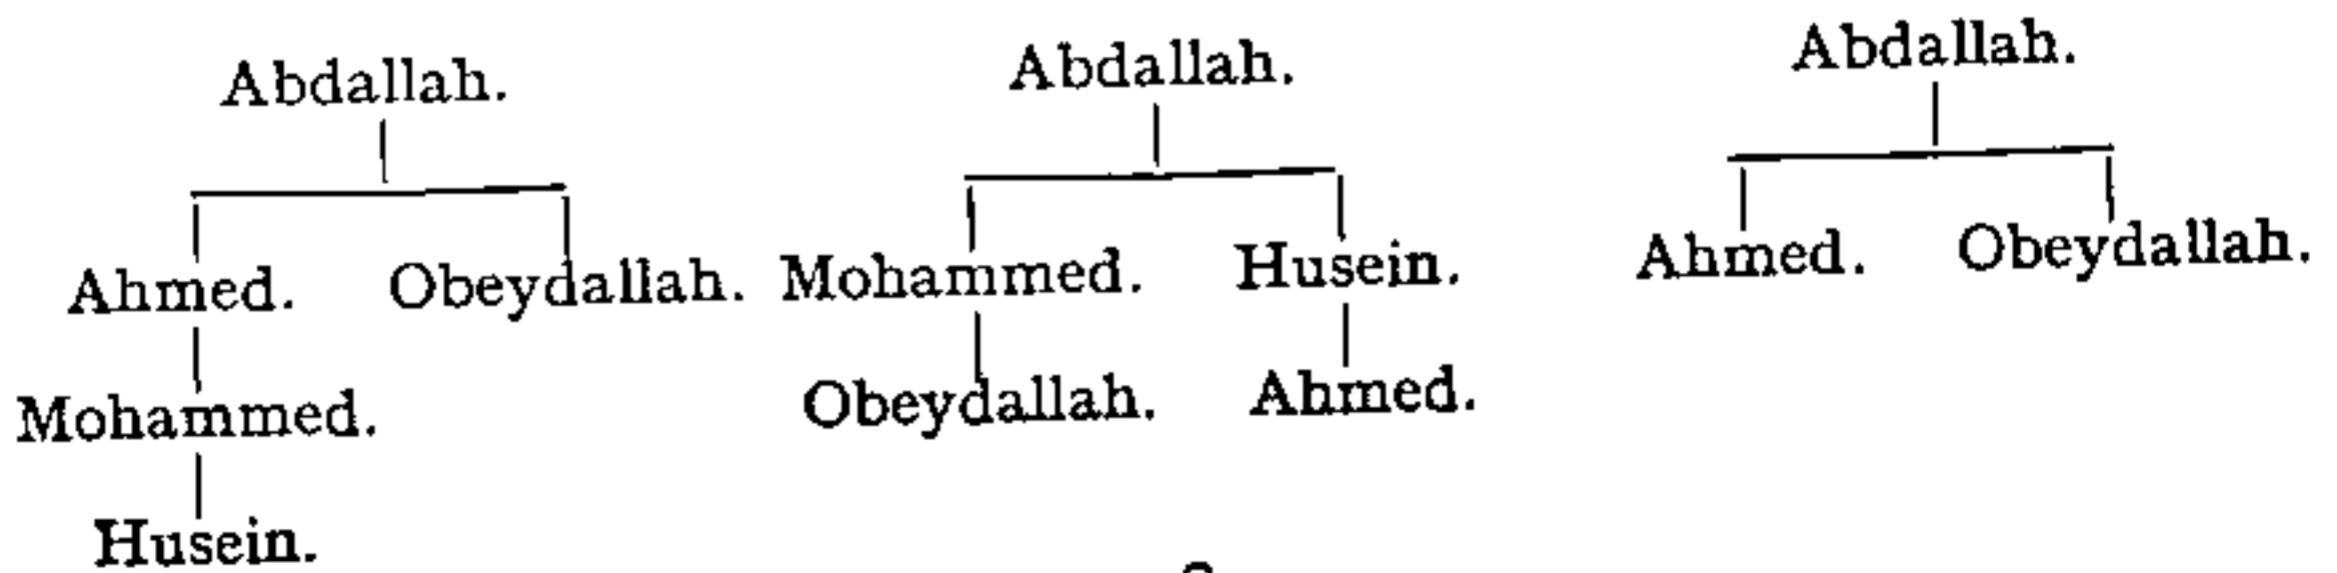 Abdallah. Abdallah. Abdallah.
Ahmed. Obeydallah. Mohammed. Husein. Ahmed. Obeydallah.
Mohammed. Obeydallah. Ahmed.
Husein.